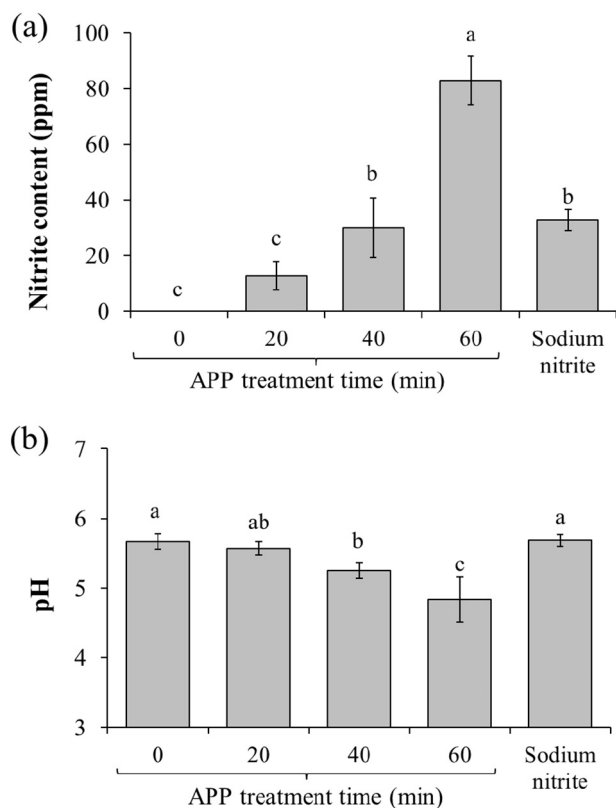 (a)
Nitrite content (ppm)
100
80
60
40
20
0
c
c
b
a
b
0 20 40 60 Sodium
nitrite
APP treatment time (min)
(b)
pH
7
6
5
4
3
a
ab
b
c
a
0 20 40 60 Sodium
nitrite
APP treatment time (min)